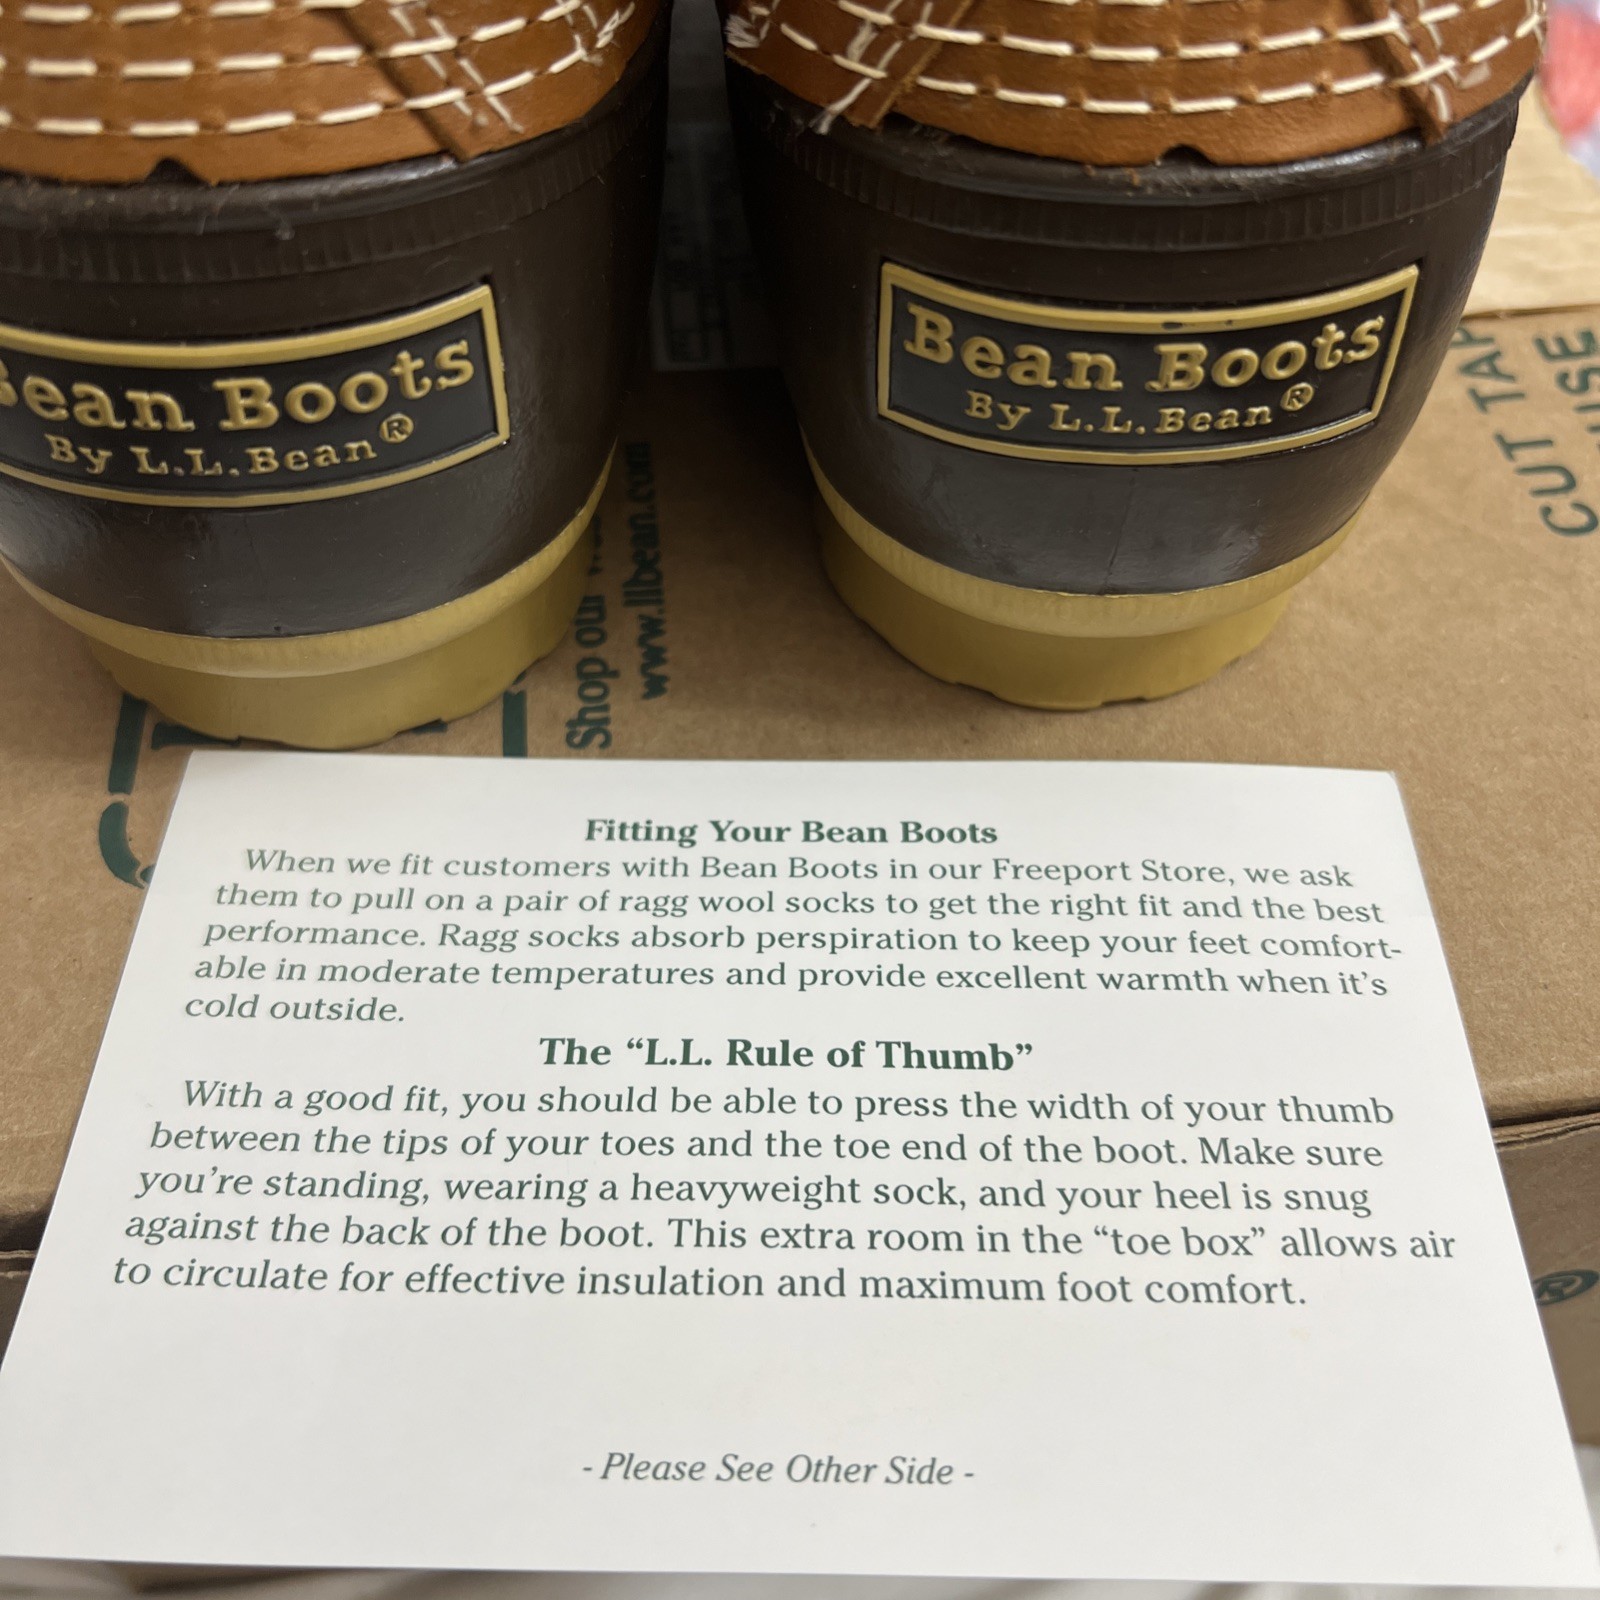 Bean Boots
By L.L.Bean®
Bean Boots
By L.L.Bean®
CUT TAP
Shop our
www.llbean.com
Fitting Your Bean Boots
When we fit customers with Bean Boots in our Freeport Store, we ask
them to pull on a pair of ragg wool socks to get the right fit and the best
performance. Ragg socks absorb perspiration to keep your feet comfort-
able in moderate temperatures and provide excellent warmth when it's
cold outside.
The “L.L. Rule of Thumb”
With a good fit, you should be able to press the width of your thumb
between the tips of your toes and the toe end of the boot. Make sure
you're standing, wearing a heavyweight sock, and your heel is snug
against the back of the boot. This extra room in the “toe box” allows air
to circulate for effective insulation and maximum foot comfort.
- Please See Other Side -
®